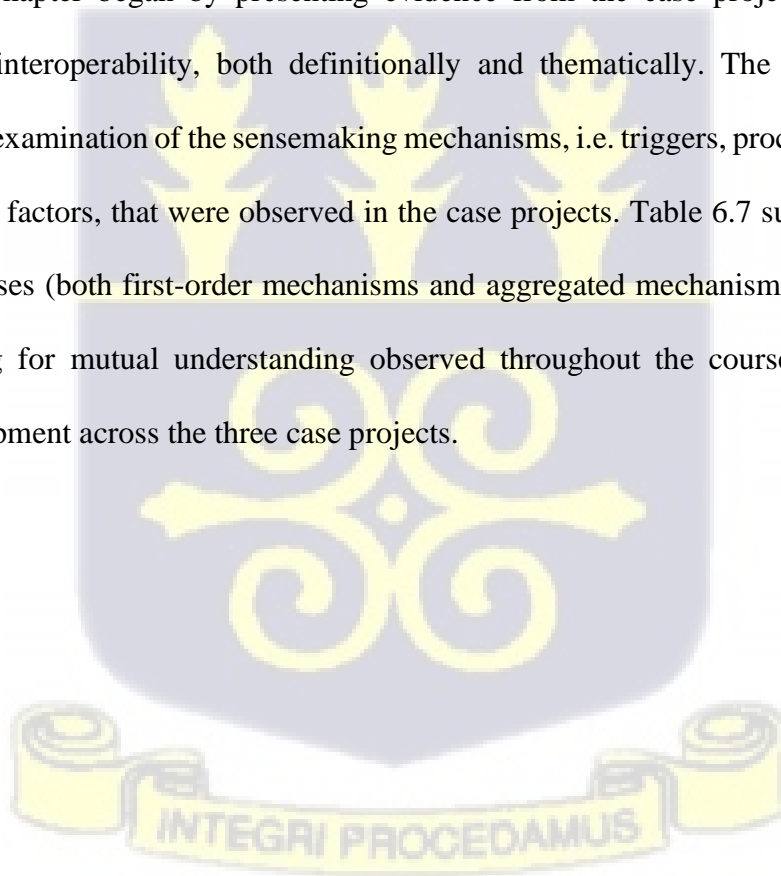 hapter began by presenting evidence from the case proje
interoperability, both definitionally and thematically. The
examination of the sensemaking mechanisms, i.e. triggers, proc
factors, that were observed in the case projects. Table 6.7 su
ses (both first-order mechanisms and aggregated mechanism
g for mutual understanding observed throughout the course
pment across the three case projects.
INTEGRI PROCEDAMUS